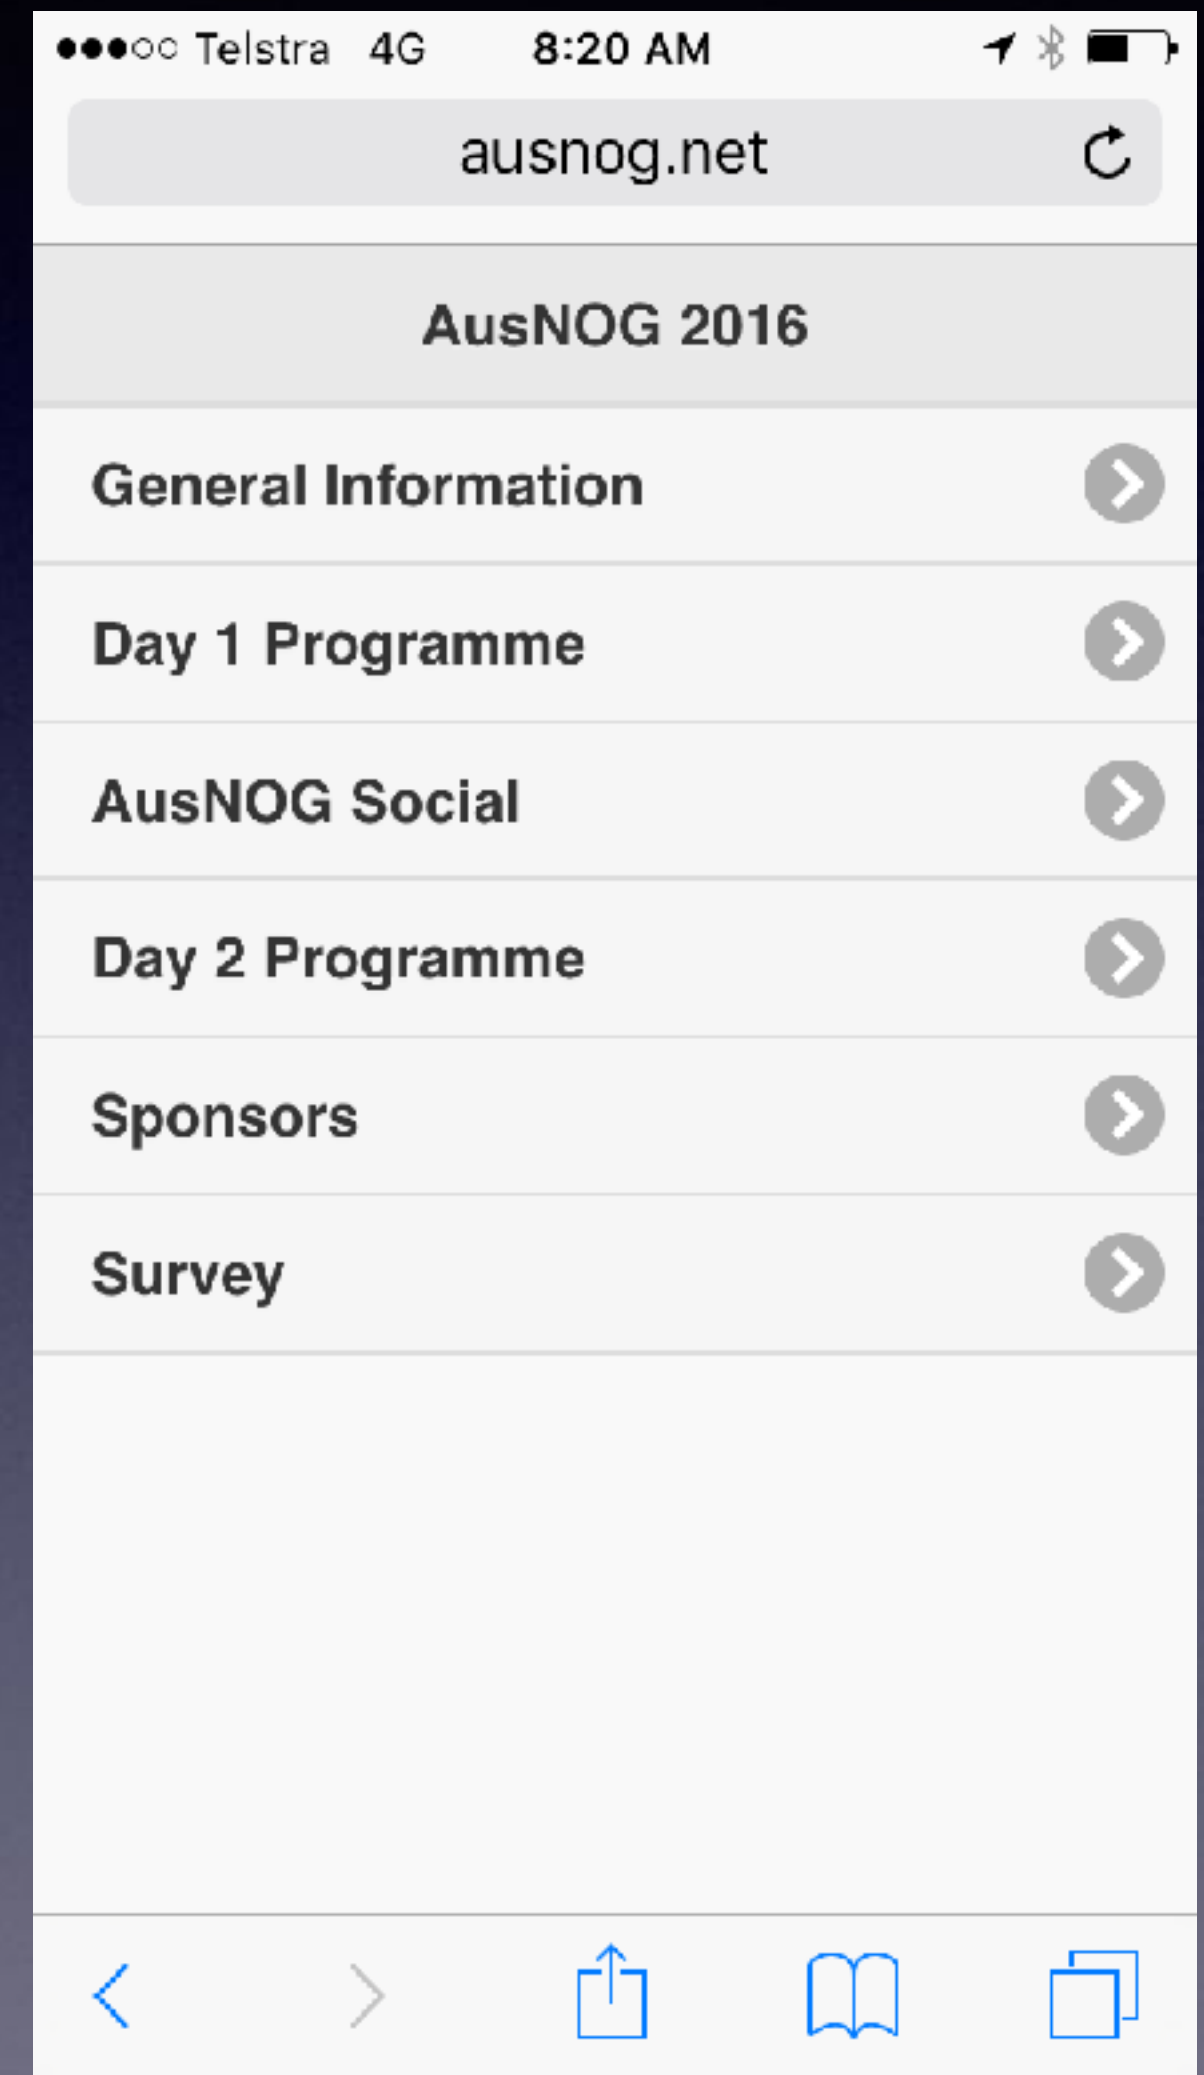 Telstra 4G 8:20 AM
ausnog.net
AusNOG 2016
General Information
Day 1 Programme
AusNOG Social
Day 2 Programme
Sponsors
Survey